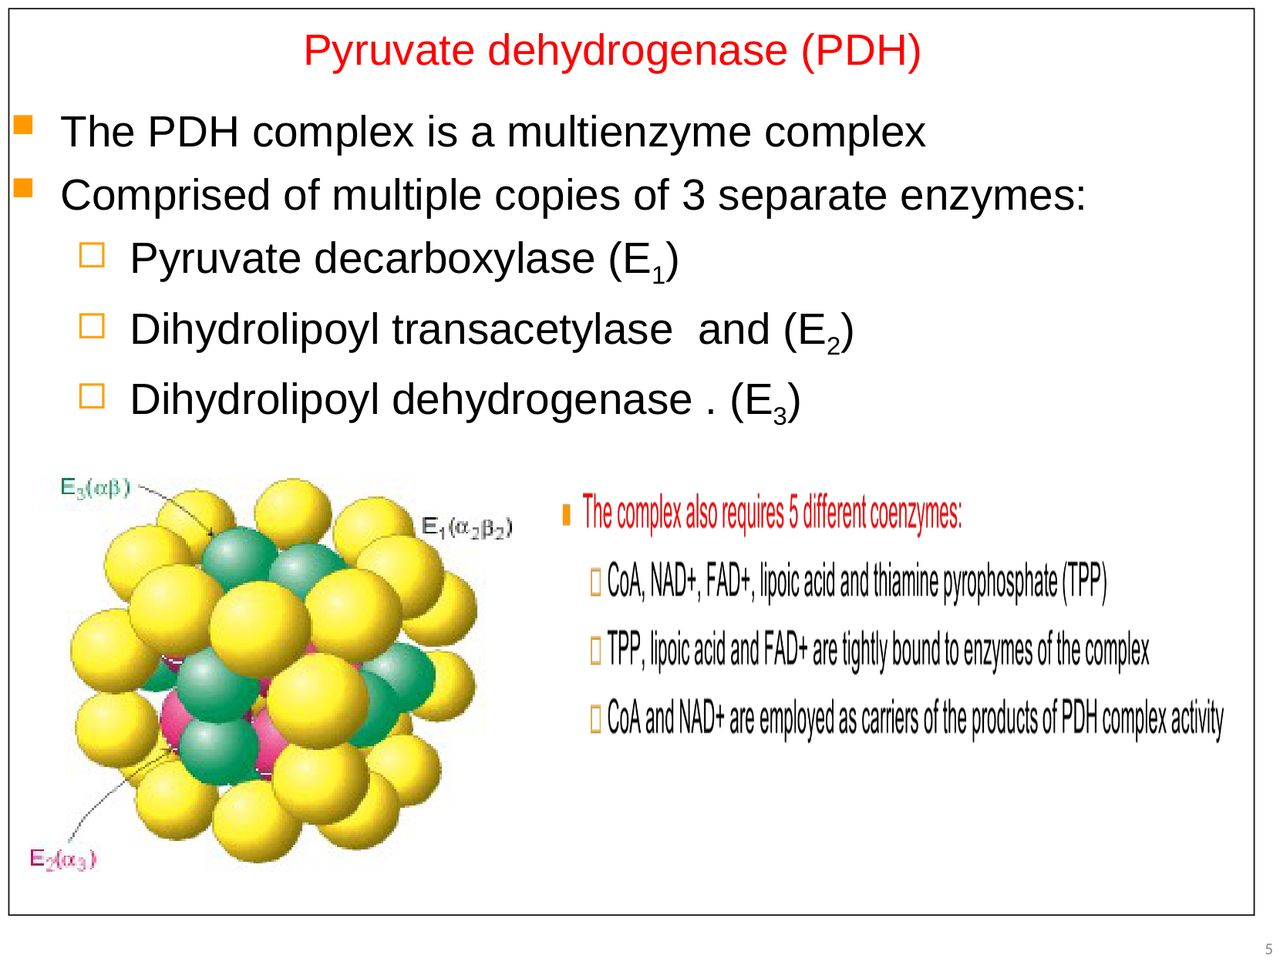 Pyruvate dehydrogenase (PDH)
The PDH complex is a multienzyme complex
Comprised of multiple copies of 3 separate enzymes:
Pyruvate decarboxylase (E₁)
Dihydrolipoyl transacetylase  and (E₂)
Dihydrolipoyl dehydrogenase . (E₃)
E₃(αβ)
E₁(α₂β₂)
E₂(α₃)
The complex also requires 5 different coenzymes:
CoA, NAD+, FAD+, lipoic acid and thiamine pyrophosphate (TPP)
TPP, lipoic acid and FAD+ are tightly bound to enzymes of the complex
CoA and NAD+ are employed as carriers of the products of PDH complex activity
5